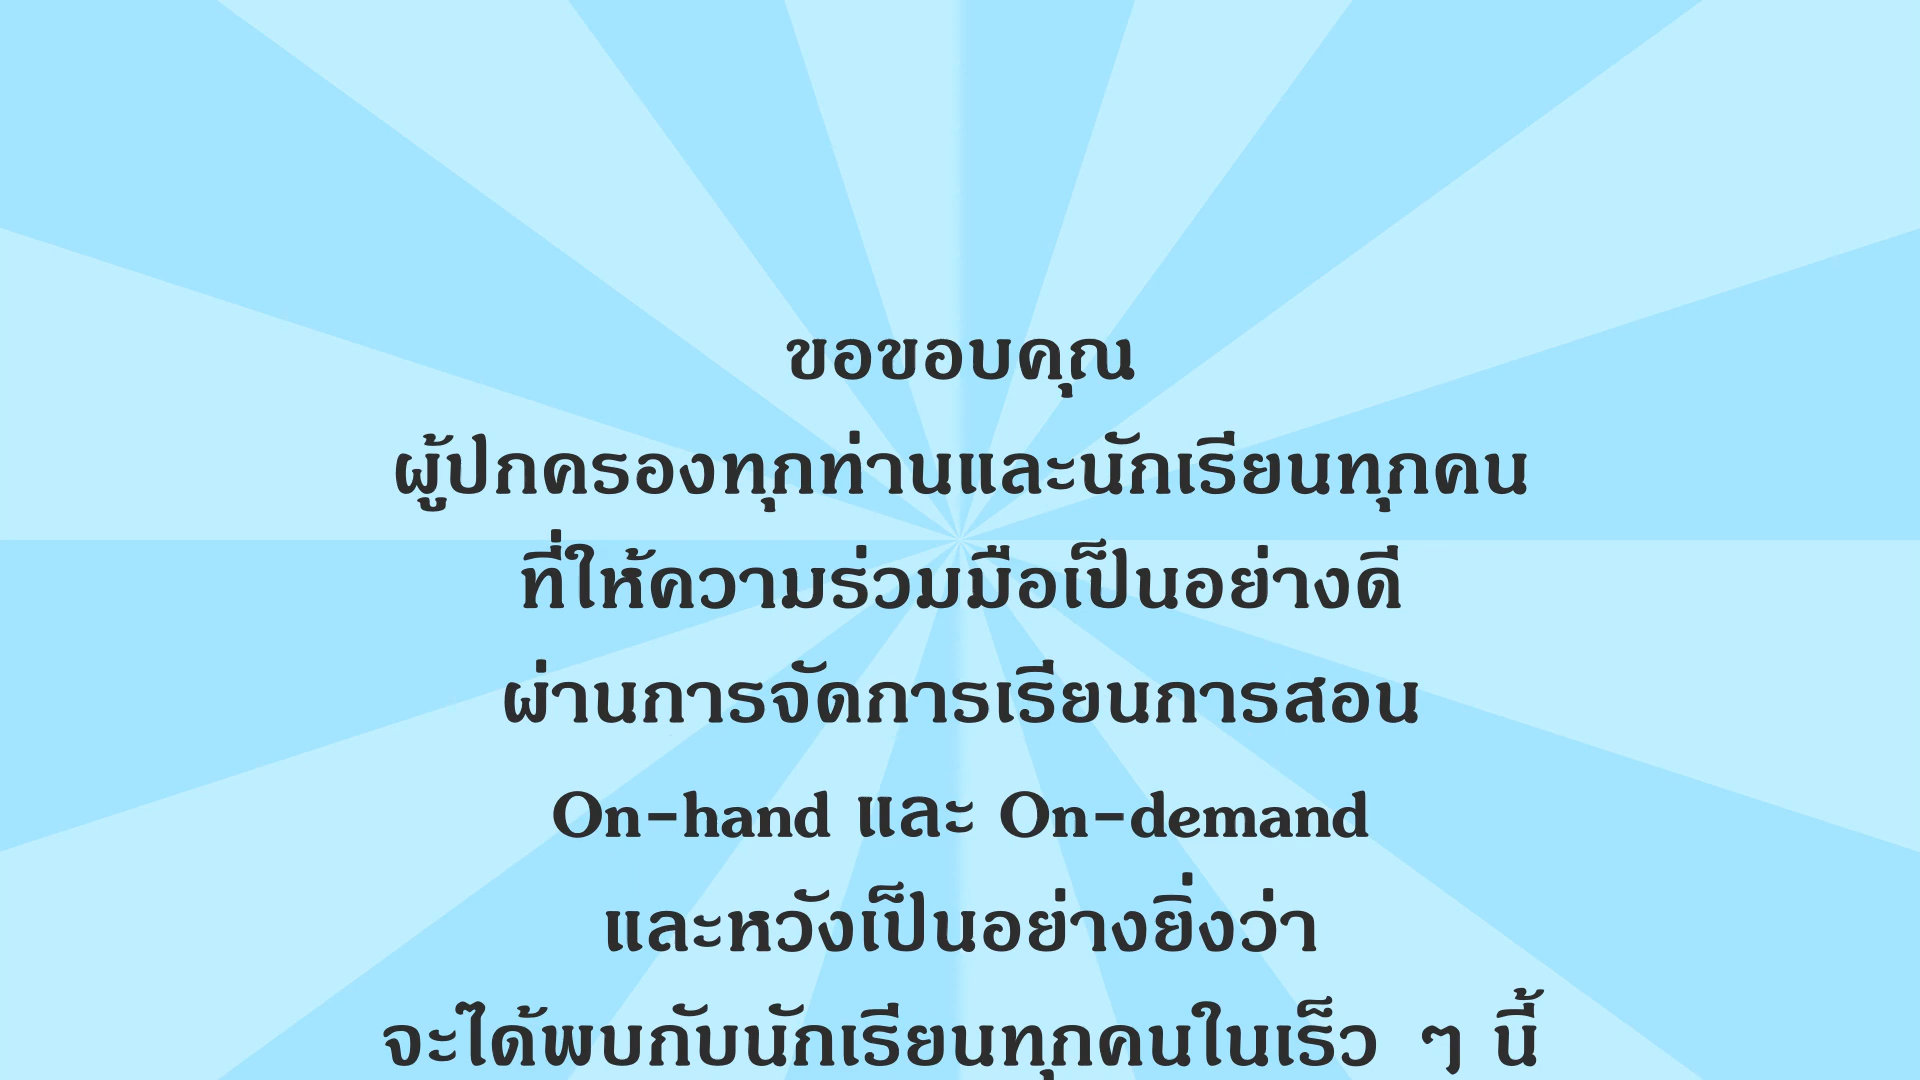 ขอขอบคุณ
ผู้ปกครองทุกท่านและนักเรียนทุกคน
ที่ให้ความร่วมมือเป็นอย่างดี
ผ่านการจัดการเรียนการสอน
On-hand และ On-demand
และหวังเป็นอย่างยิ่งว่า
จะได้พบกับนักเรียนทุกคนในเร็ว ๆ นี้